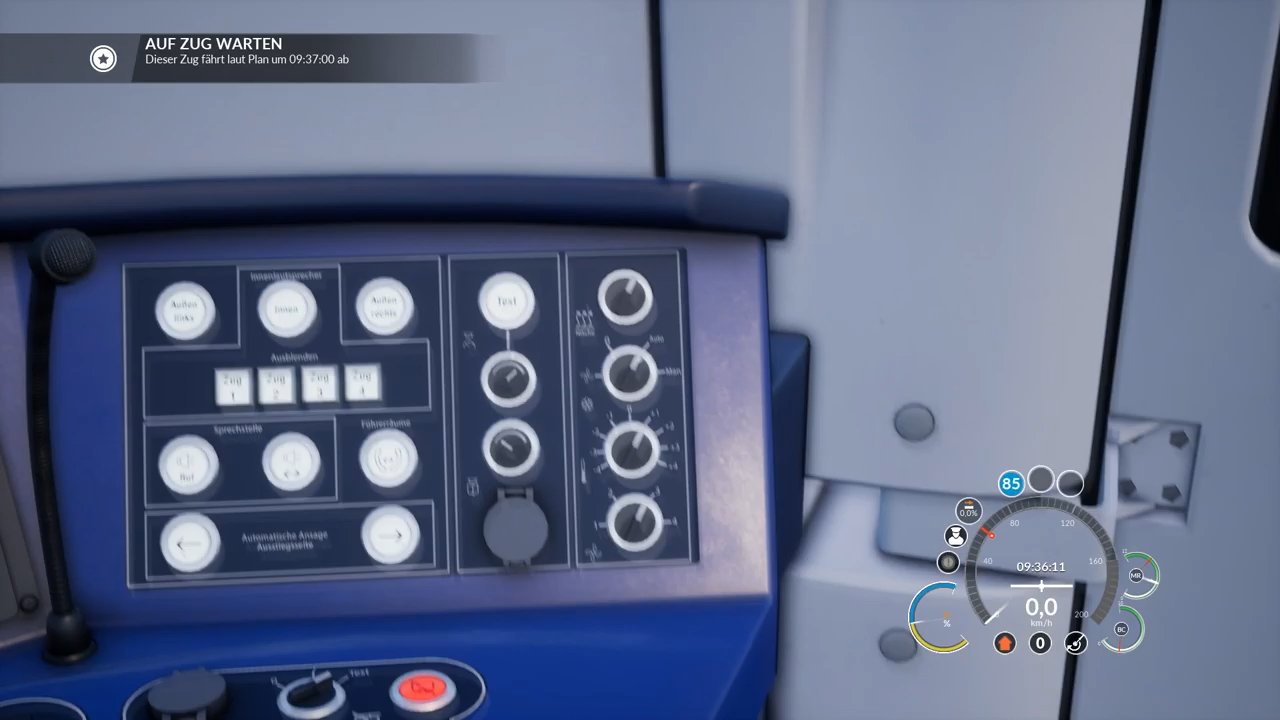 AUF ZUG WARTEN
Dieser Zug fährt laut Plan um 09:37:00 ab
Innenlautsprecher
Außen links
Innen
Außen rechts
Test
Ausblenden
Zug 1
Zug 2
Zug 3
Zug 4
Auto
Man.
Sprechstelle
Führerräume
Ruf
Automatische Ansage
Ausstiegsseite
Test
85
0,0%
80
120
40
160
09:36:11
0,0
km/h
200
%
MR
BC
0